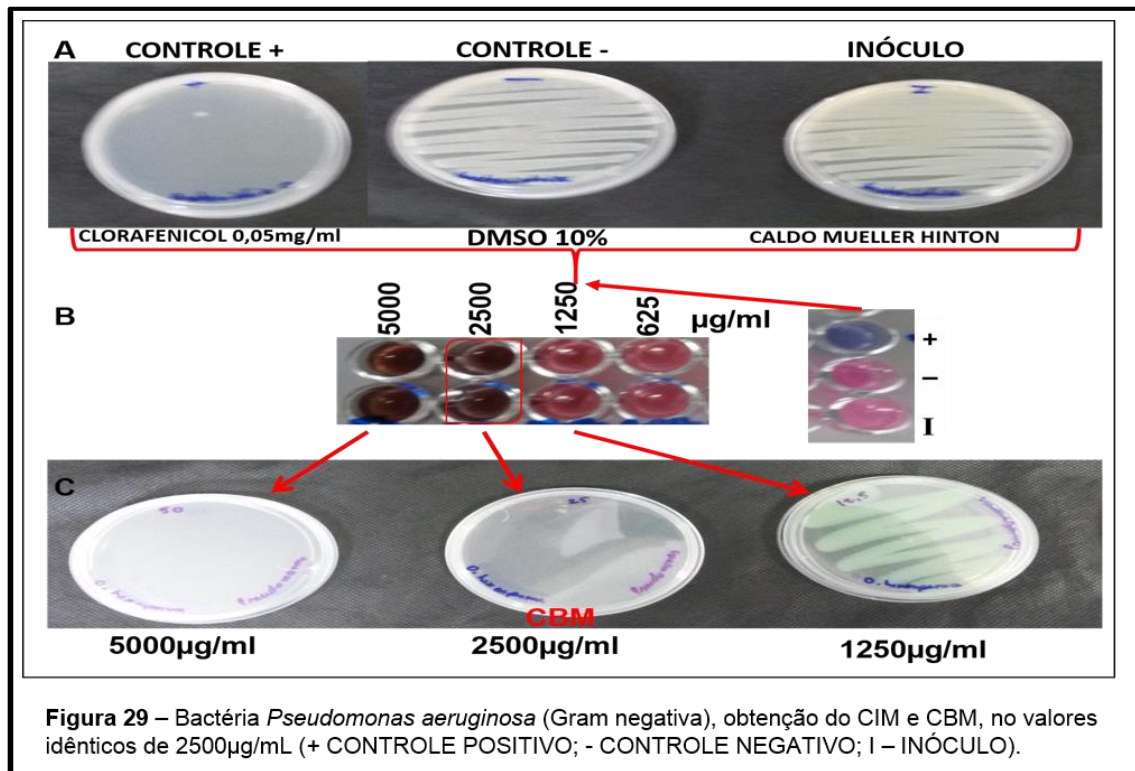 A
CONTROLE +
CONTROLE -
INÓCULO
I
CLORAFENICOL 0,05mg/ml
DMSO 10%
CALDO MUELLER HINTON
B
5000
2500
1250
625
µg/ml
+
–
I
C
50
25
12,5
CBM
5000µg/ml
2500µg/ml
1250µg/ml
Figura 29 – Bactéria Pseudomonas aeruginosa (Gram negativa), obtenção do CIM e CBM, no valores
idênticos de 2500µg/mL (+ CONTROLE POSITIVO; - CONTROLE NEGATIVO; I – INÓCULO).